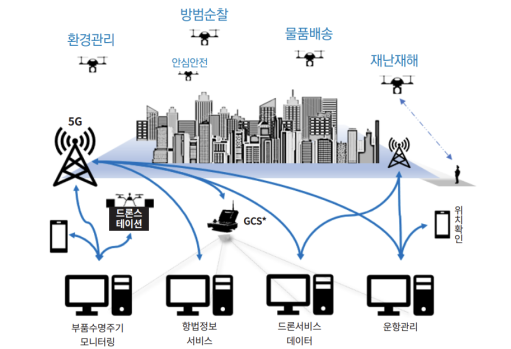 방범순찰
환경관리
물품배송
안심안전
재난재해
5G
드론스
테이션
GCS*
위치
확인
부품수명주기
모니터링
항법정보
서비스
드론서비스
데이터
운항관리